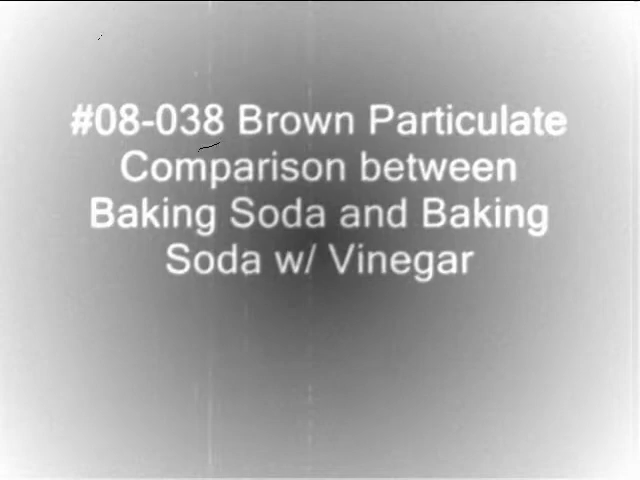 #08-038 Brown Particulate
Comparison between
Baking Soda and Baking
Soda w/ Vinegar